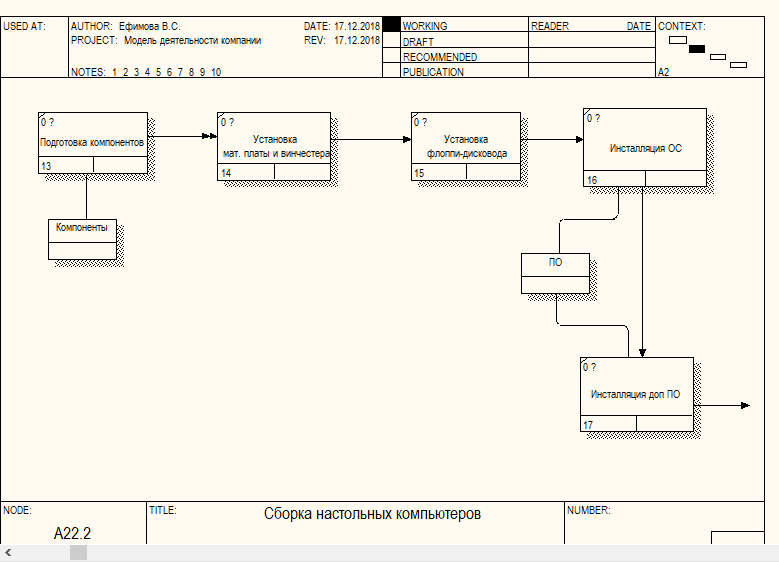 USED AT:
AUTHOR: Ефимова В.С.
DATE: 17.12.2018
PROJECT: Модель деятельности компании
REV: 17.12.2018
NOTES: 1 2 3 4 5 6 7 8 9 10
WORKING
DRAFT
RECOMMENDED
PUBLICATION
READER
DATE
CONTEXT:
A2
0 ?
Подготовка компонентов
13
0 ?
Установка
мат. платы и винчестера
14
0 ?
Установка
флоппи-дисковода
15
0 ?
Инсталляция ОС
16
Компоненты
ПО
0 ?
Инсталляция доп ПО
17
NODE:
A22.2
TITLE:
Сборка настольных компьютеров
NUMBER: